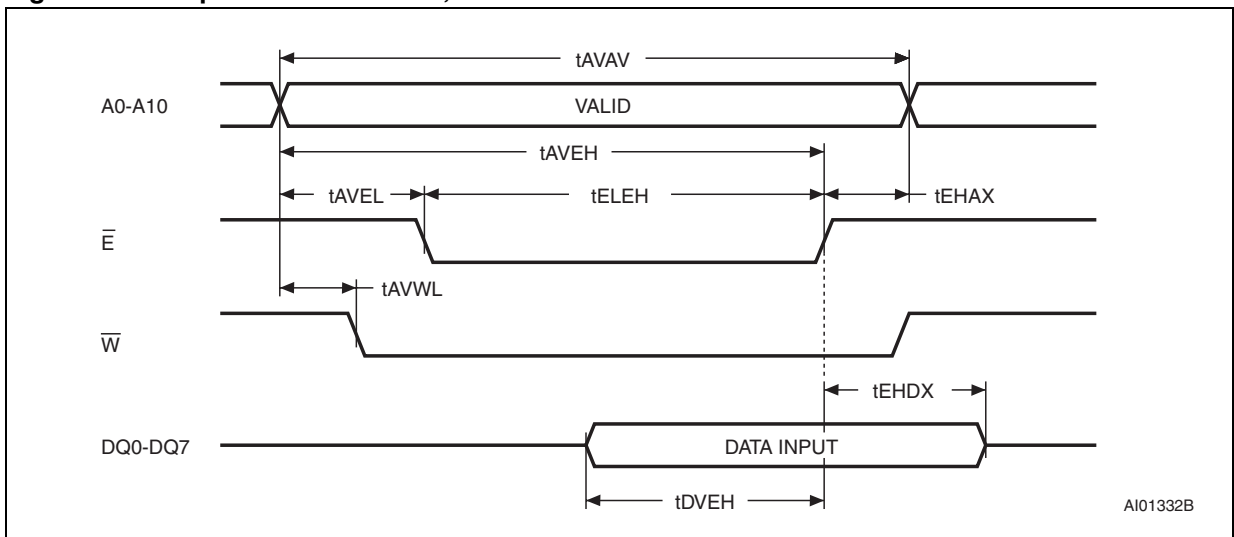 tAVAV
A0-A10
VALID
tAVEH
tAVEL
tELEH
tEHAX
E̅
tAVWL
W̅
tEHDX
DQ0-DQ7
DATA INPUT
tDVEH
AI01332B